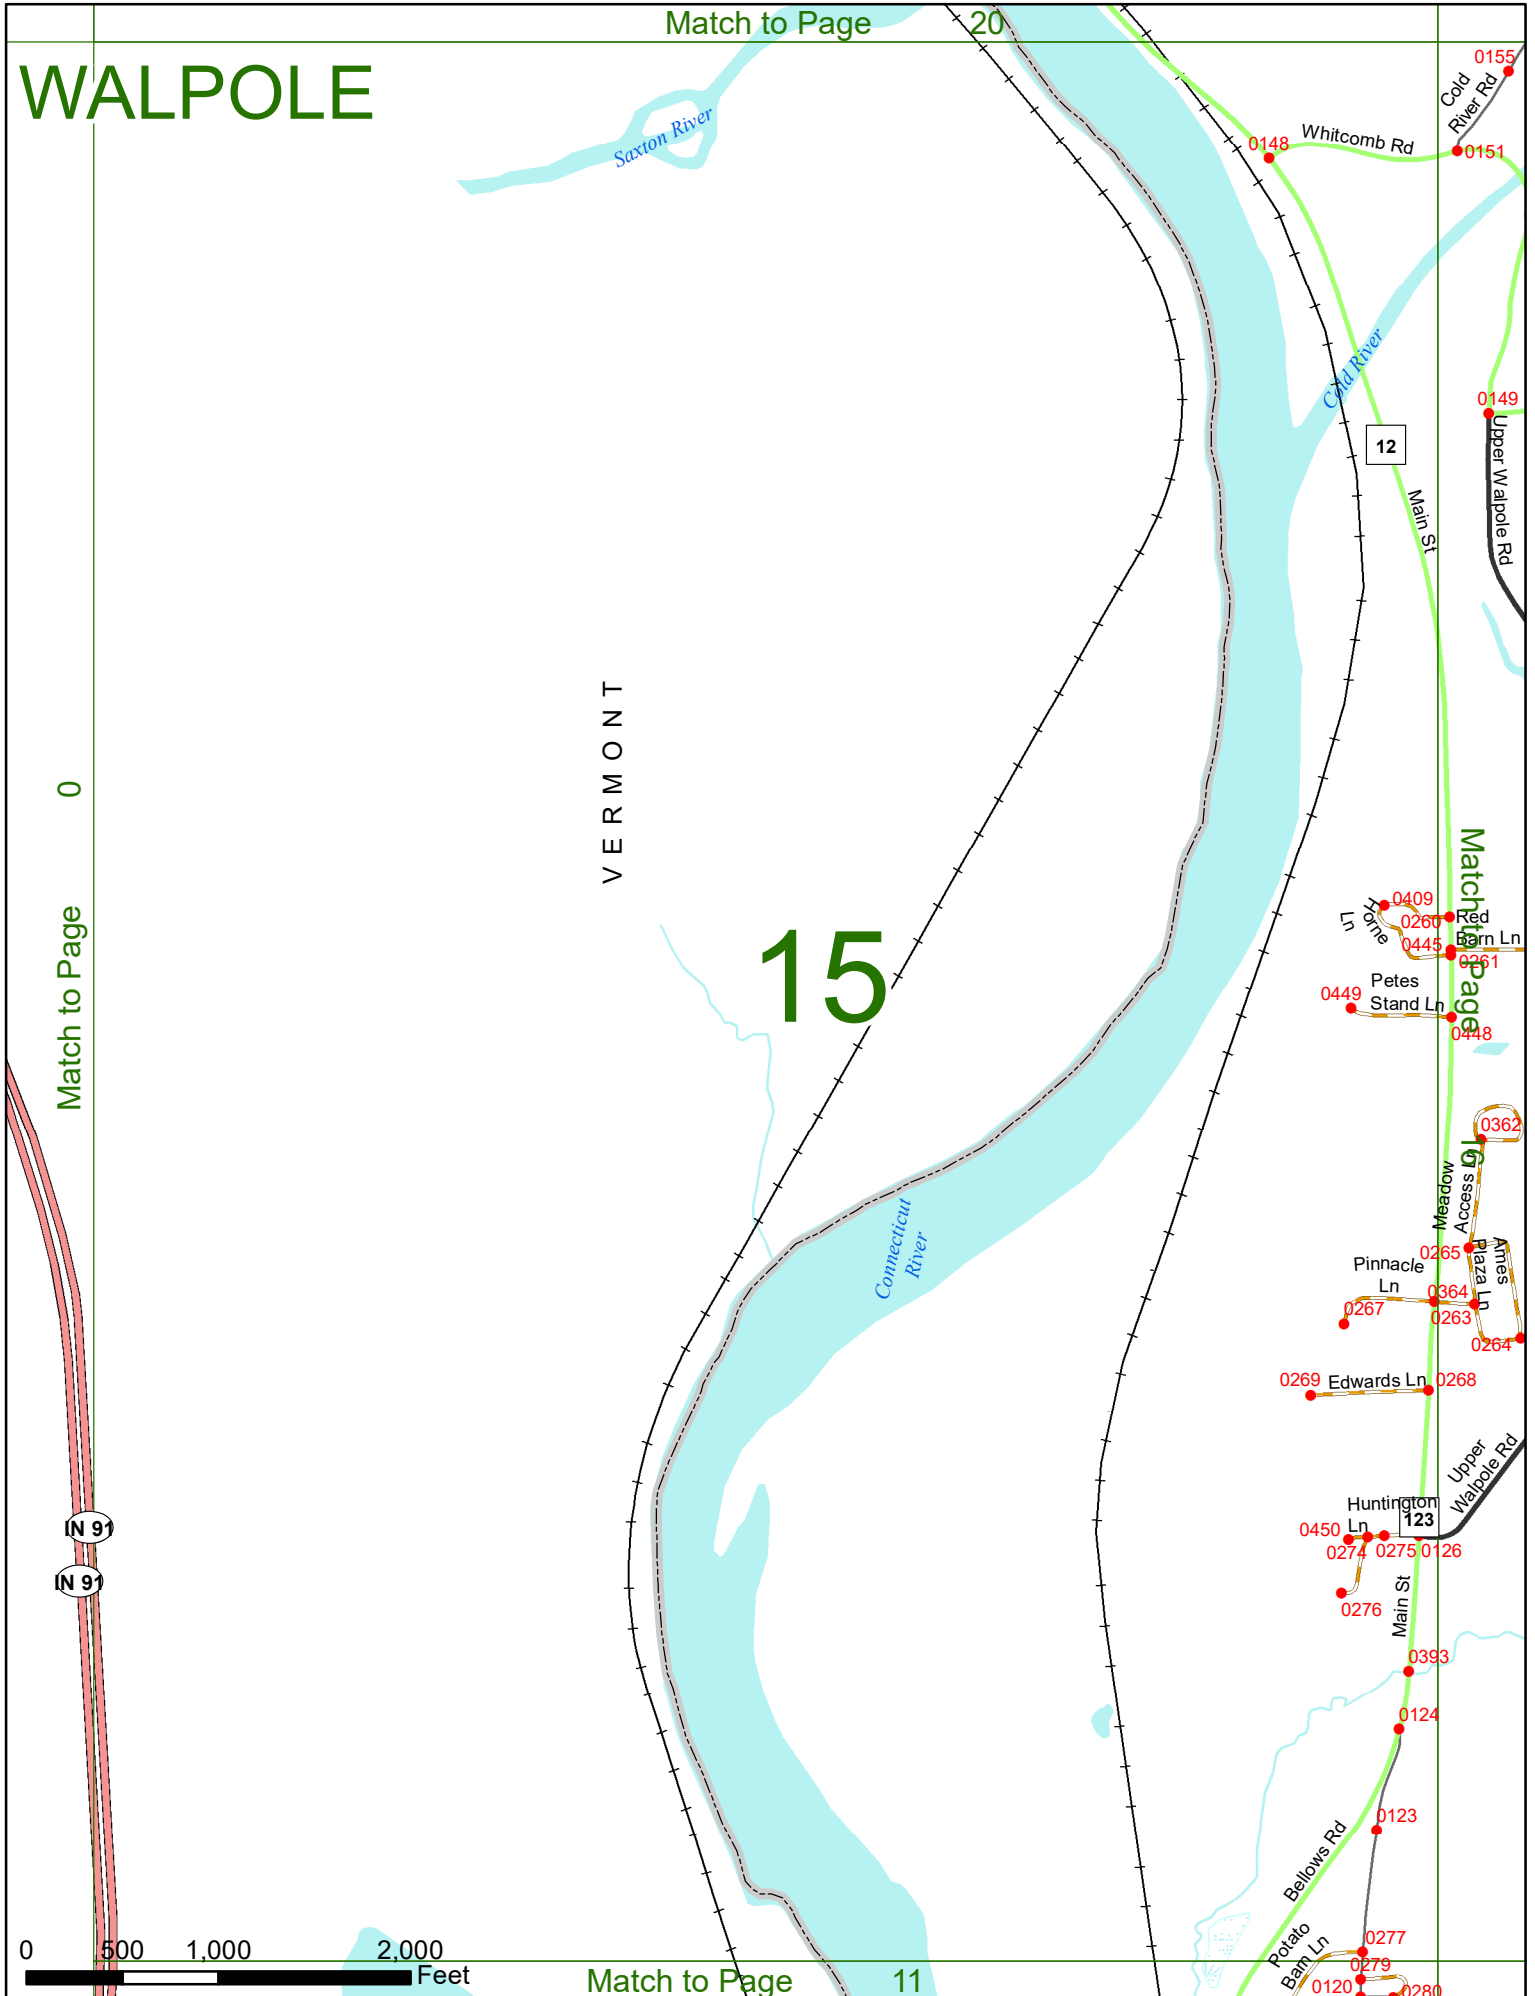 Match to Page 20
WALPOLE
Saxton River
0155
Cold
River Rd
0148
Whitcomb Rd
0151
Cold River
12
0149
Upper Walpole Rd
Main St
VERMONT
Match to Page 0
15
Match to Page 16
0409
Horne
Ln
0260
Red
Barn Ln
0445
0261
Petes
Stand Ln
0449
0448
0362
Meadow
Access Ln
0265
Ames
Plaza Ln
Pinnacle
Ln
0364
0267
0263
0264
Connecticut
River
0269
Edwards Ln
0268
Upper
Walpole Rd
Huntington
Ln
123
0450
0274
0275
0126
IN 91
IN 91
0276
Main St
0393
0124
0123
Bellows Rd
Potato
Barn Ln
0277
0279
0120
0280
0 500 1,000 2,000
Feet
Match to Page 11